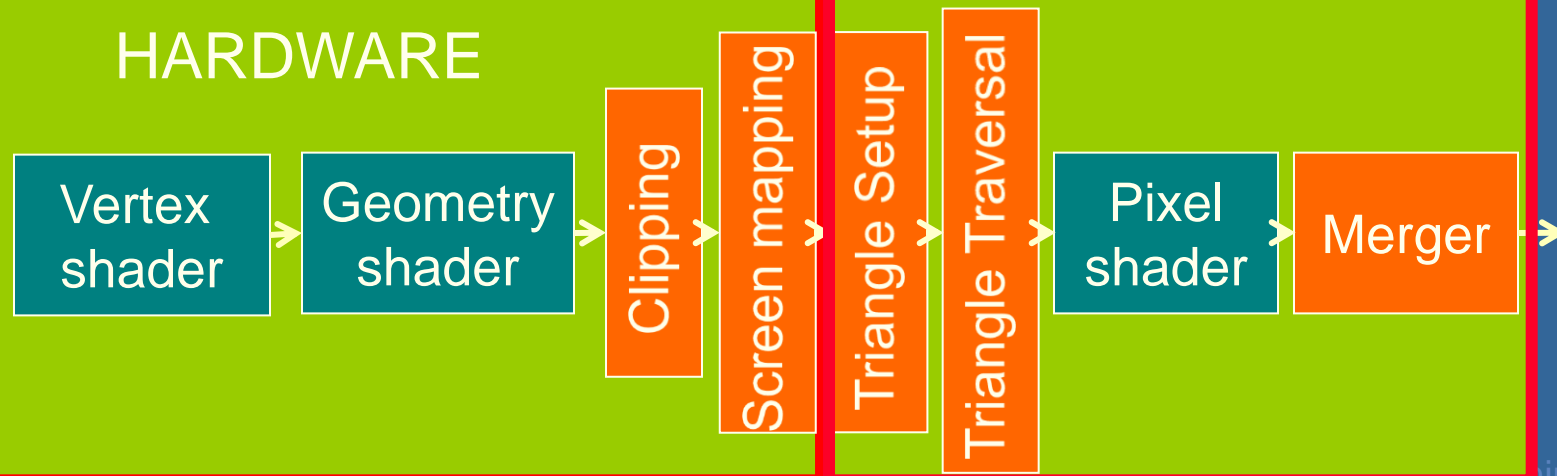 HARDWARE
Vertex
shader
Geometry
shader
Clipping
Screen mapping
Triangle Setup
Triangle Traversal
Pixel
shader
Merger